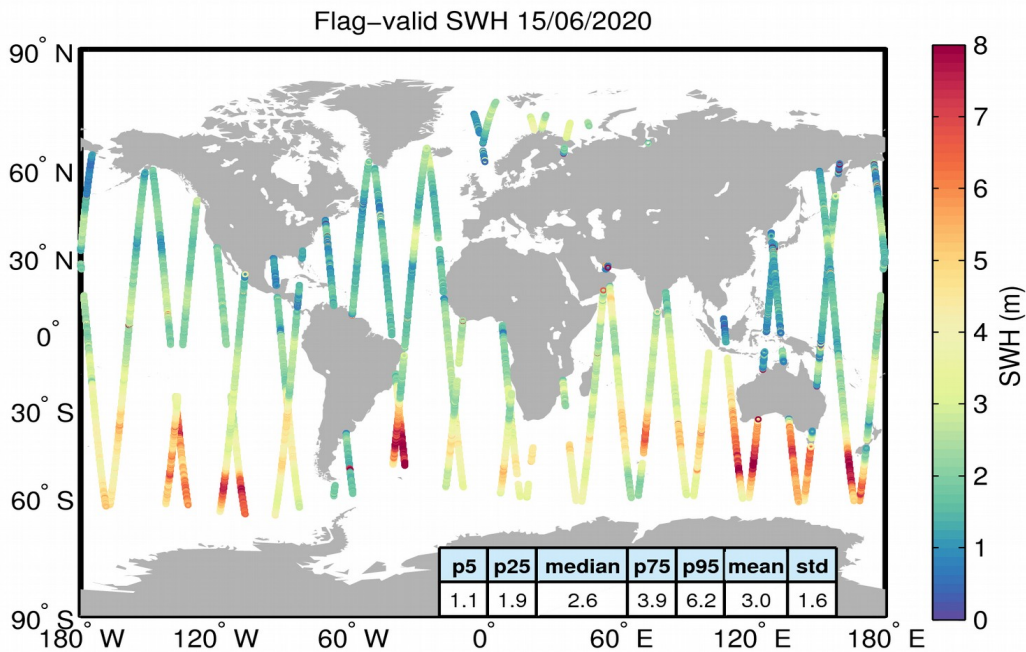 Flag−valid SWH 15/06/2020
90° N
60° N
30° N
0°
30° S
60° S
90° S
180° W
120° W
60° W
0°
60° E
120° E
180° E
8
7
6
5
4
3
2
1
0
SWH (m)
p5 p25 median p75 p95 mean std
1.1 1.9 2.6 3.9 6.2 3.0 1.6